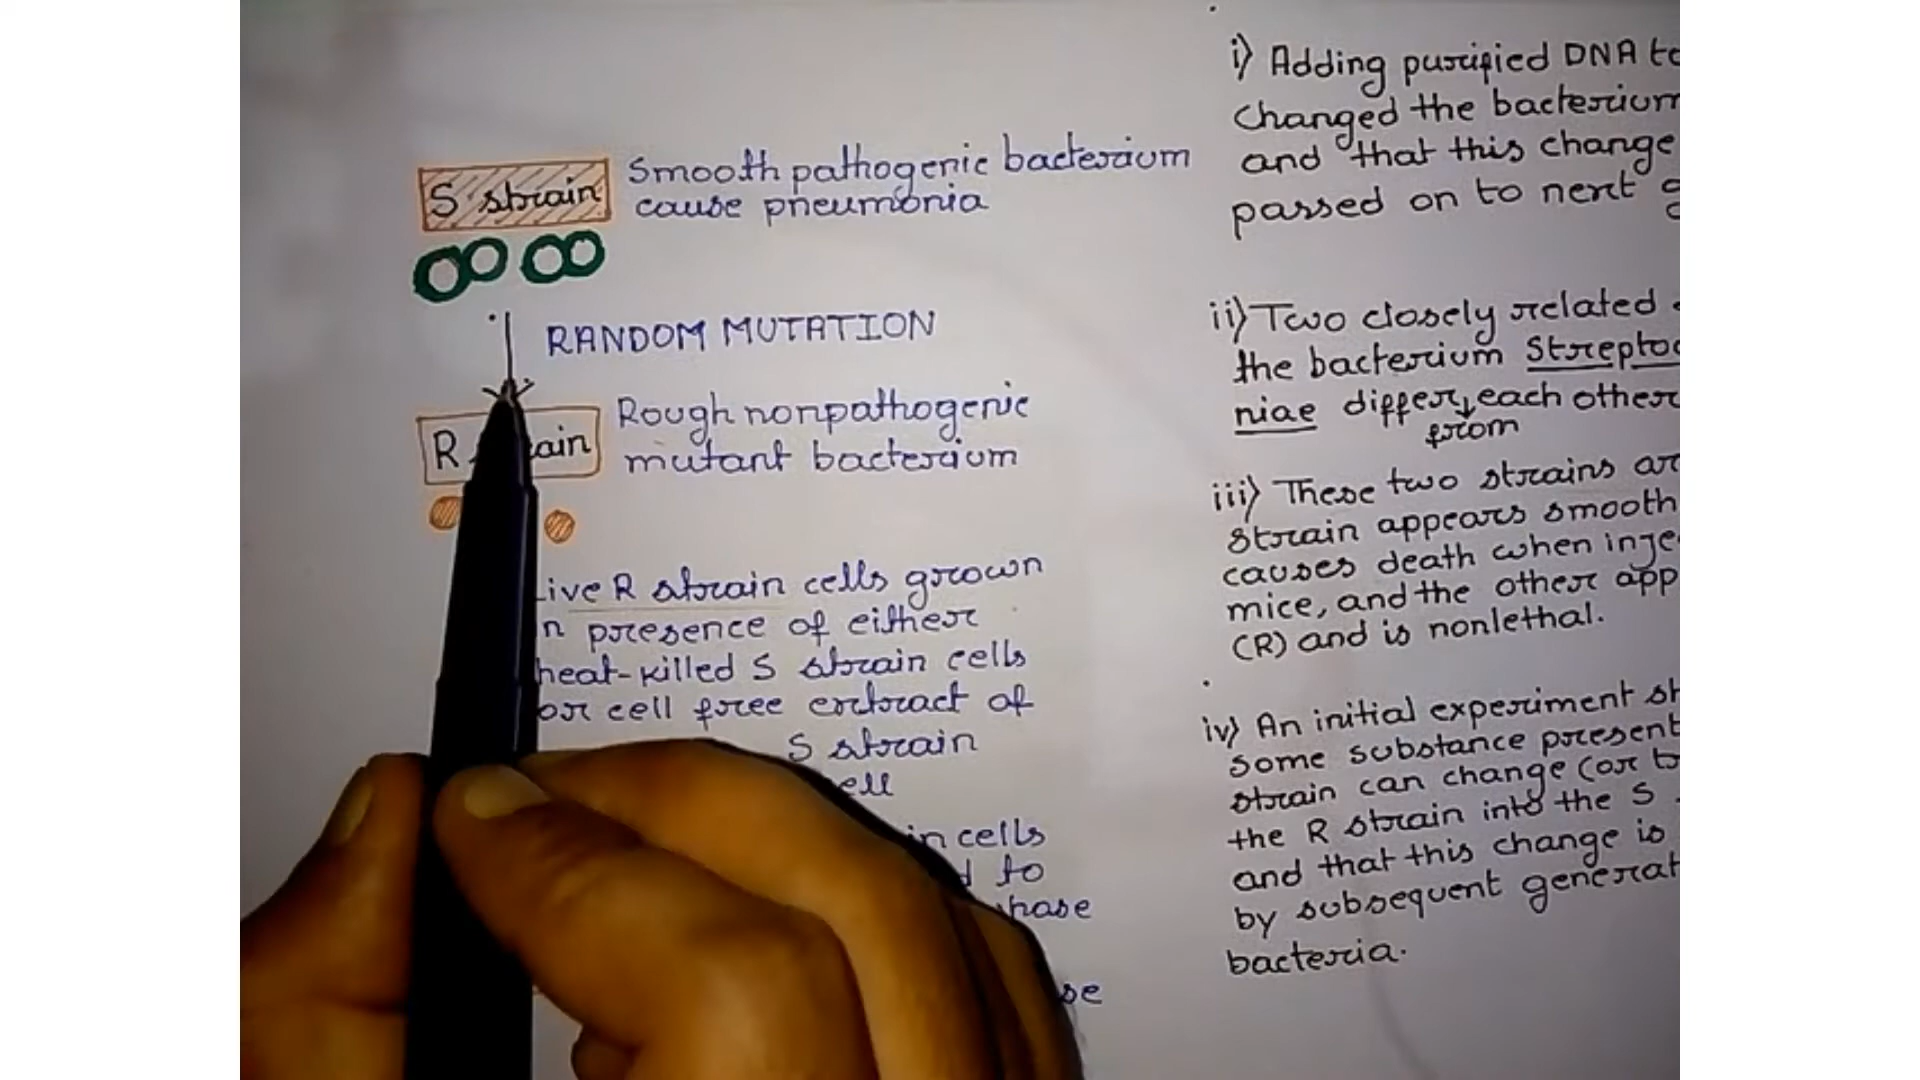 S strain
Smooth pathogenic bacterium
cause pneumonia
RANDOM MUTATION
R
ain
Rough nonpathogenic
mutant bacterium
ive R strain cells grown
n presence of either
heat-killed S strain cells
or cell free extract of
S strain
ell
in cells
to
hase
se
i) Adding purified DNA to
changed the bacterium
and that this change
passed on to next g
ii) Two closely related
the bacterium Streptoc
niae differ each other
from
iii) These two strains ar
strain appears smooth
causes death when inje
mice, and the other app
(R) and is nonlethal.
iv) An initial experiment sh
some substance present
strain can change (or tr
the R strain into the S
and that this change is
by subsequent generat
bacteria.